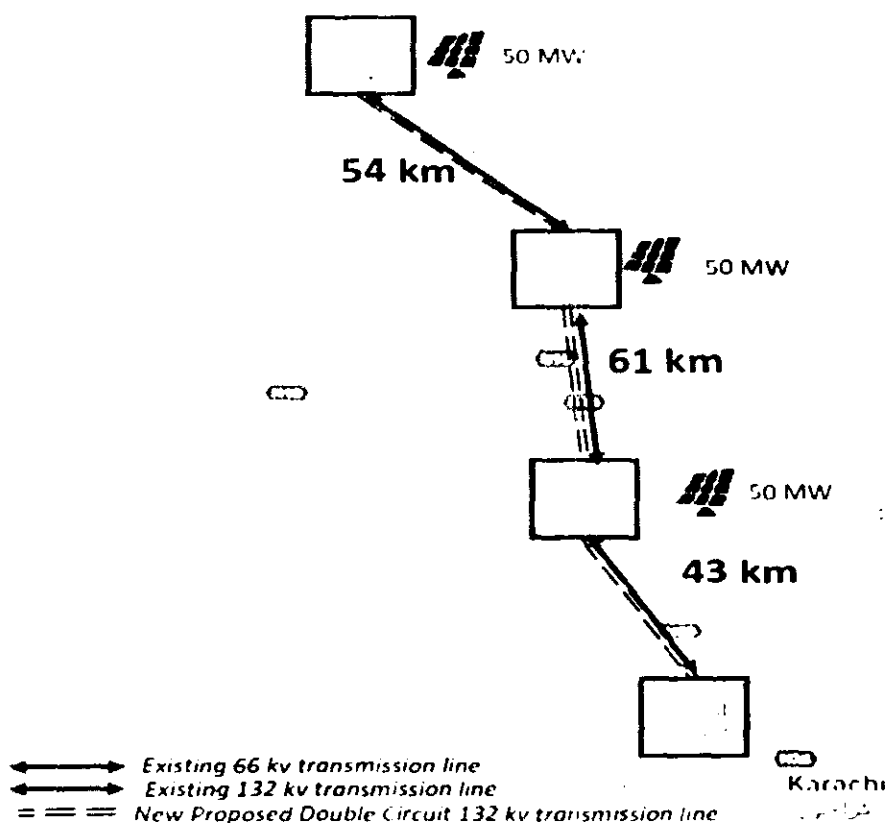 50 MW
54 km
50 MW
61 km
50 MW
43 km
Existing 66 kv transmission line
Existing 132 kv transmission line
New Proposed Double Circuit 132 kv transmission line
Karachi